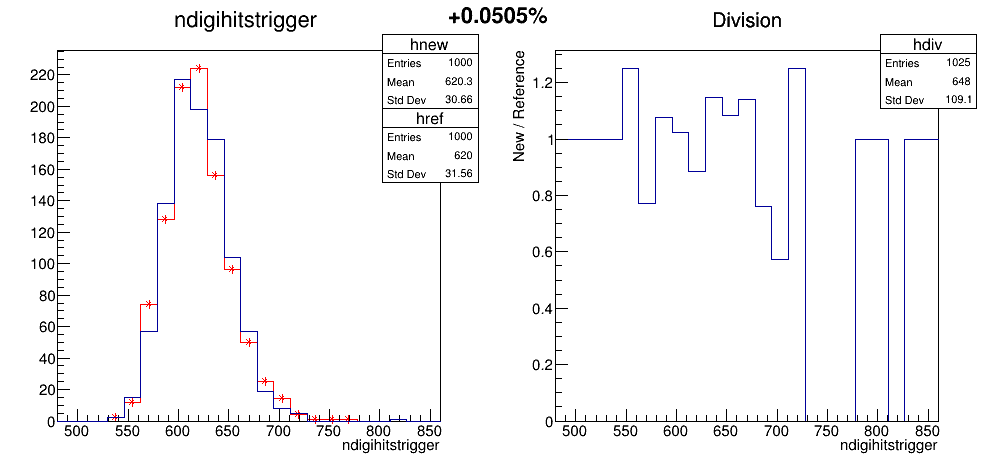 ndigihitstrigger
+0.0505%
Division
hnew
Entries 1000
Mean 620.3
Std Dev 30.66
href
Entries 1000
Mean 620
Std Dev 31.56
220
200
180
160
140
120
100
80
60
40
20
0
500 550 600 650 700 750 800 850
ndigihitstrigger
hdiv
Entries 1025
Mean 648
Std Dev 109.1
New / Reference
1.2
1
0.8
0.6
0.4
0.2
0
500 550 600 650 700 750 800 850
ndigihitstrigger